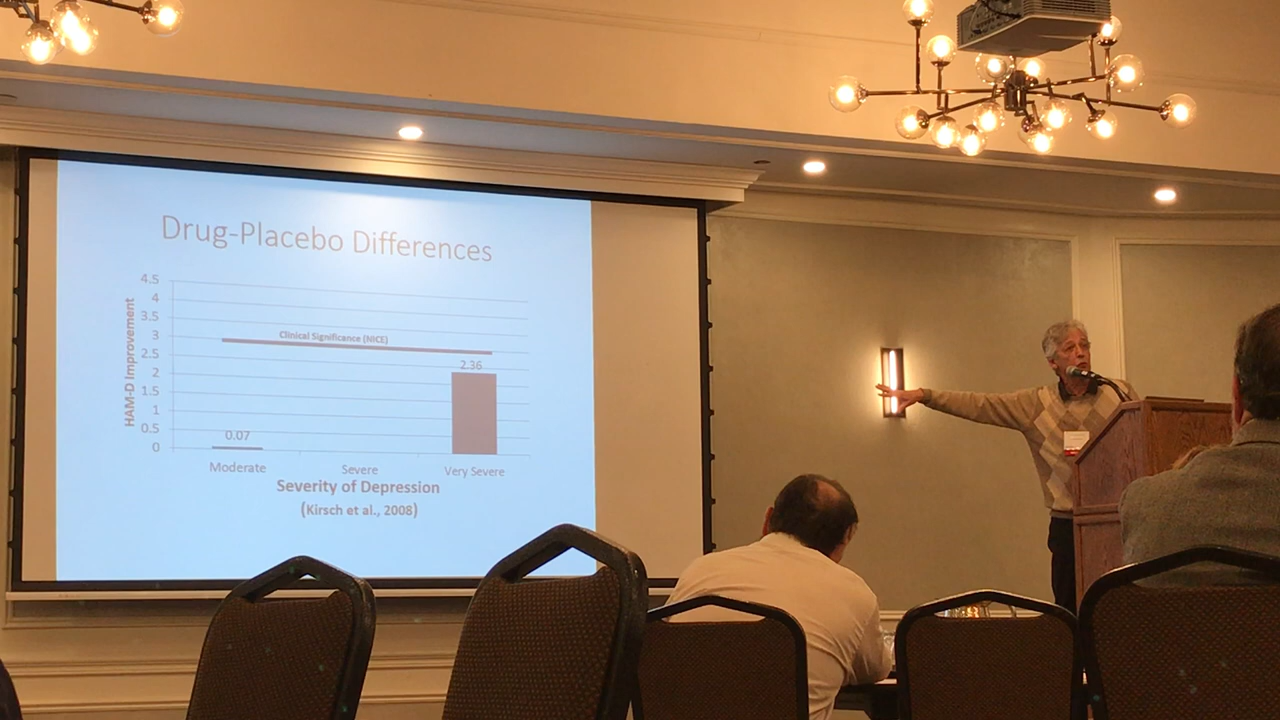 Drug-Placebo Differences
4.5
4
3.5
3
2.5
2
1.5
1
0.5
0
HAM-D Improvement
Clinical Significance (NICE)
0.07
2.36
Moderate
Severe
Very Severe
Severity of Depression
(Kirsch et al., 2008)